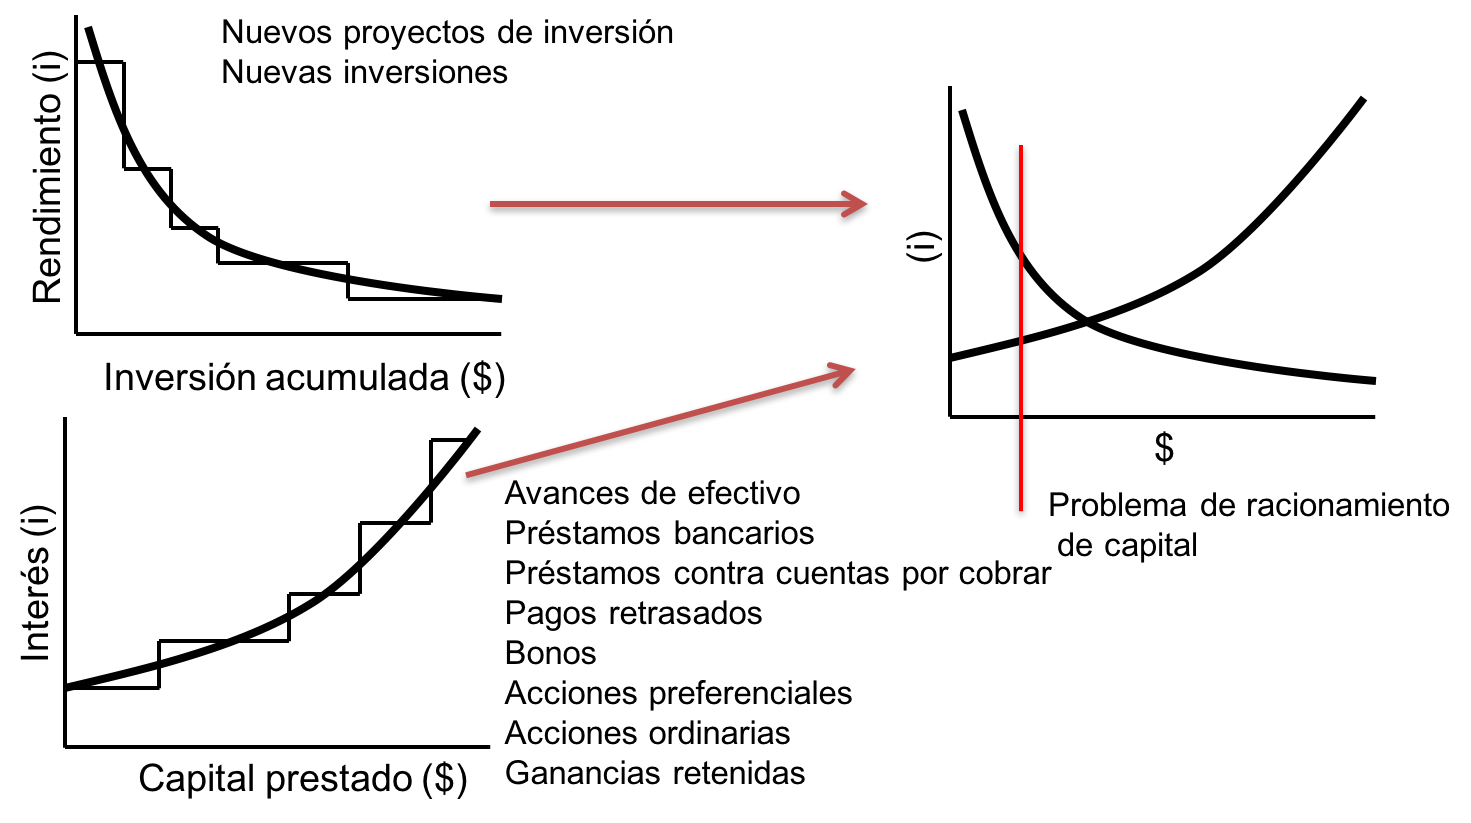 Nuevos proyectos de inversión
Nuevas inversiones
Rendimiento (i)
Inversión acumulada ($)
(i)
$
Problema de racionamiento
de capital
Interés (i)
Capital prestado ($)
Avances de efectivo
Préstamos bancarios
Préstamos contra cuentas por cobrar
Pagos retrasados
Bonos
Acciones preferenciales
Acciones ordinarias
Ganancias retenidas